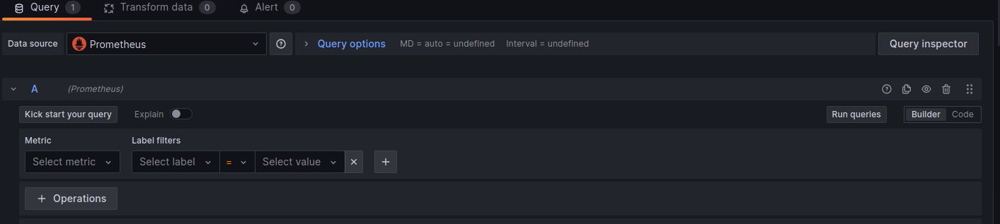 Query 1 Transform data 0 Alert 0
Data source Prometheus Query options MD = auto = undefined Interval = undefined Query inspector
A (Prometheus)
Kick start your query Explain Run queries Builder Code
Metric Label filters
Select metric Select label = Select value
+ Operations